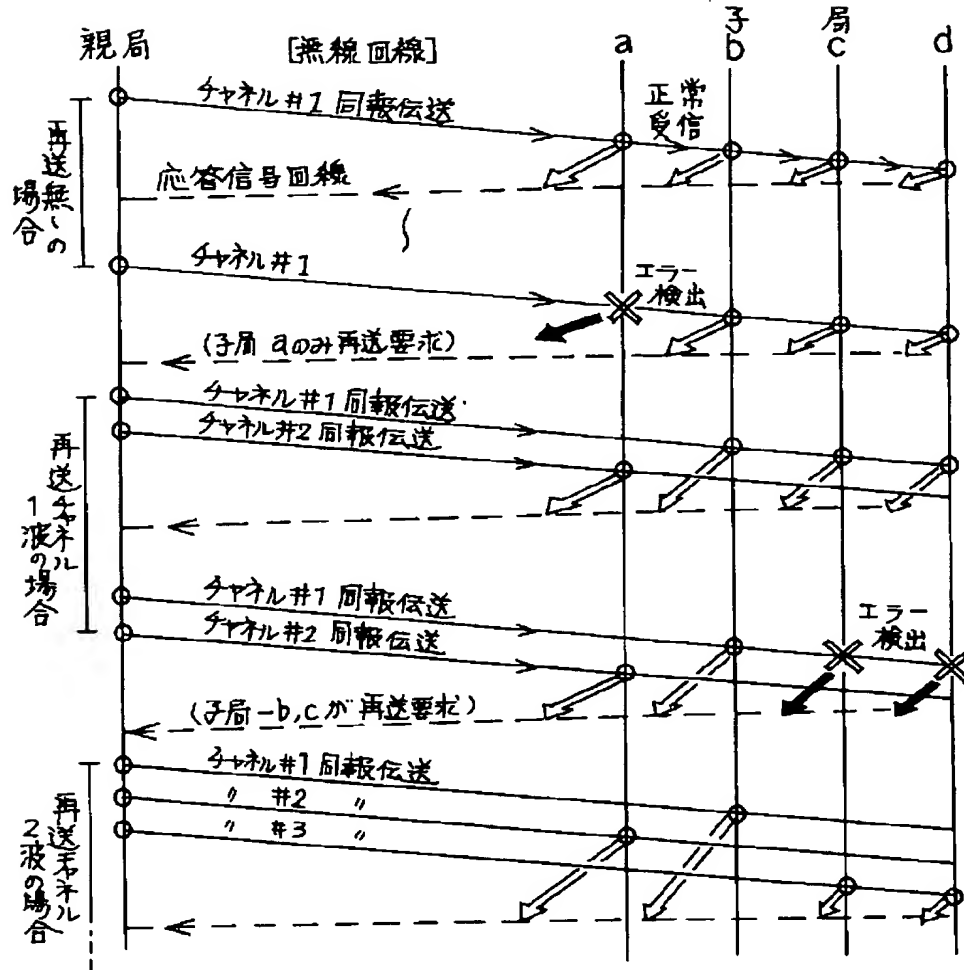 親局
[無線回線]
子局
a
b
c
d
チャネル#1 同報伝送
正常
受信
再送無しの
場合
応答信号回線
チャネル#1
エラー
検出
(子局 aのみ再送要求)
チャネル#1 同報伝送
チャネル#2 同報伝送
再送チャネル
1波の場合
チャネル#1 同報伝送
チャネル#2 同報伝送
エラー
検出
(子局-b,cが再送要求)
チャネル#1 同報伝送
〃 #2 〃
〃 #3 〃
再送チャネル
2波の場合